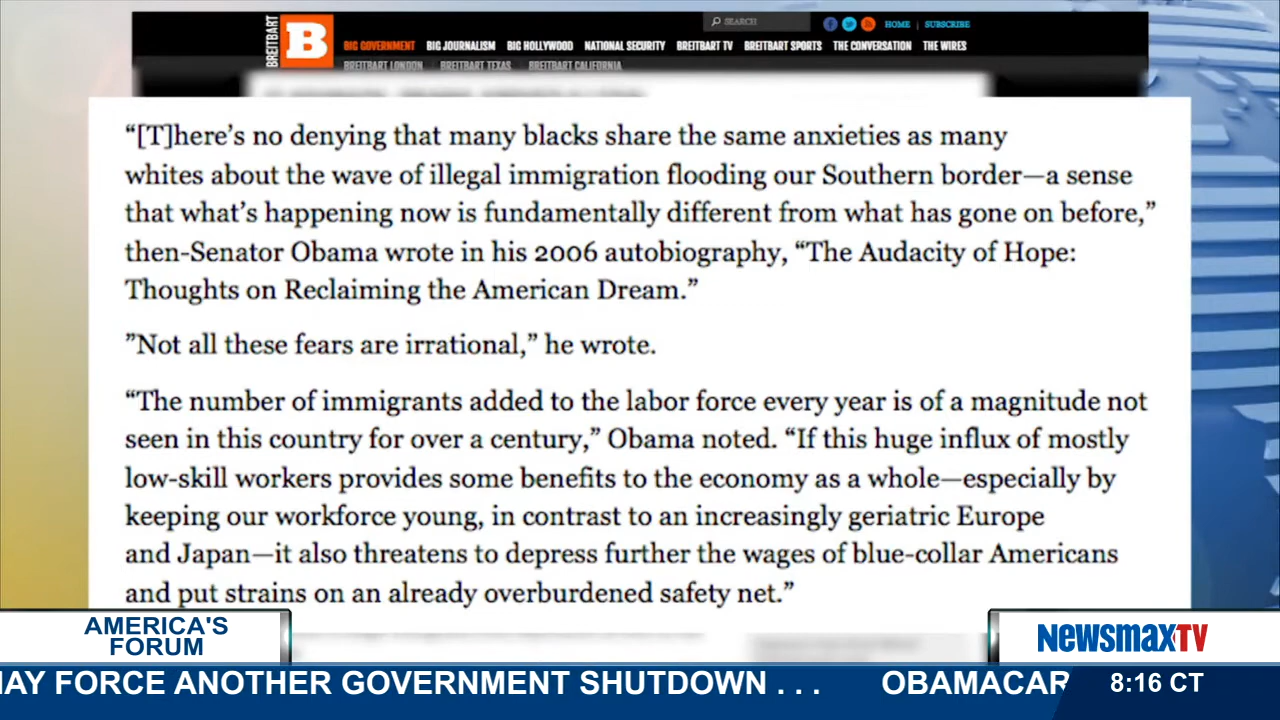 BREITBART
B
SEARCH
HOME | SUBSCRIBE
BIG GOVERNMENT BIG JOURNALISM BIG HOLLYWOOD NATIONAL SECURITY BREITBART TV BREITBART SPORTS THE CONVERSATION THE WIRES
BREITBART LONDON BREITBART TEXAS BREITBART CALIFORNIA
“[T]here’s no denying that many blacks share the same anxieties as many
whites about the wave of illegal immigration flooding our Southern border—a sense
that what’s happening now is fundamentally different from what has gone on before,”
then-Senator Obama wrote in his 2006 autobiography, “The Audacity of Hope:
Thoughts on Reclaiming the American Dream.”
”Not all these fears are irrational,” he wrote.
“The number of immigrants added to the labor force every year is of a magnitude not
seen in this country for over a century,” Obama noted. “If this huge influx of mostly
low-skill workers provides some benefits to the economy as a whole—especially by
keeping our workforce young, in contrast to an increasingly geriatric Europe
and Japan—it also threatens to depress further the wages of blue-collar Americans
and put strains on an already overburdened safety net.”
AMERICA'S
FORUM
NEWSMAXTV
MAY FORCE ANOTHER GOVERNMENT SHUTDOWN . . . OBAMACAR
8:16 CT